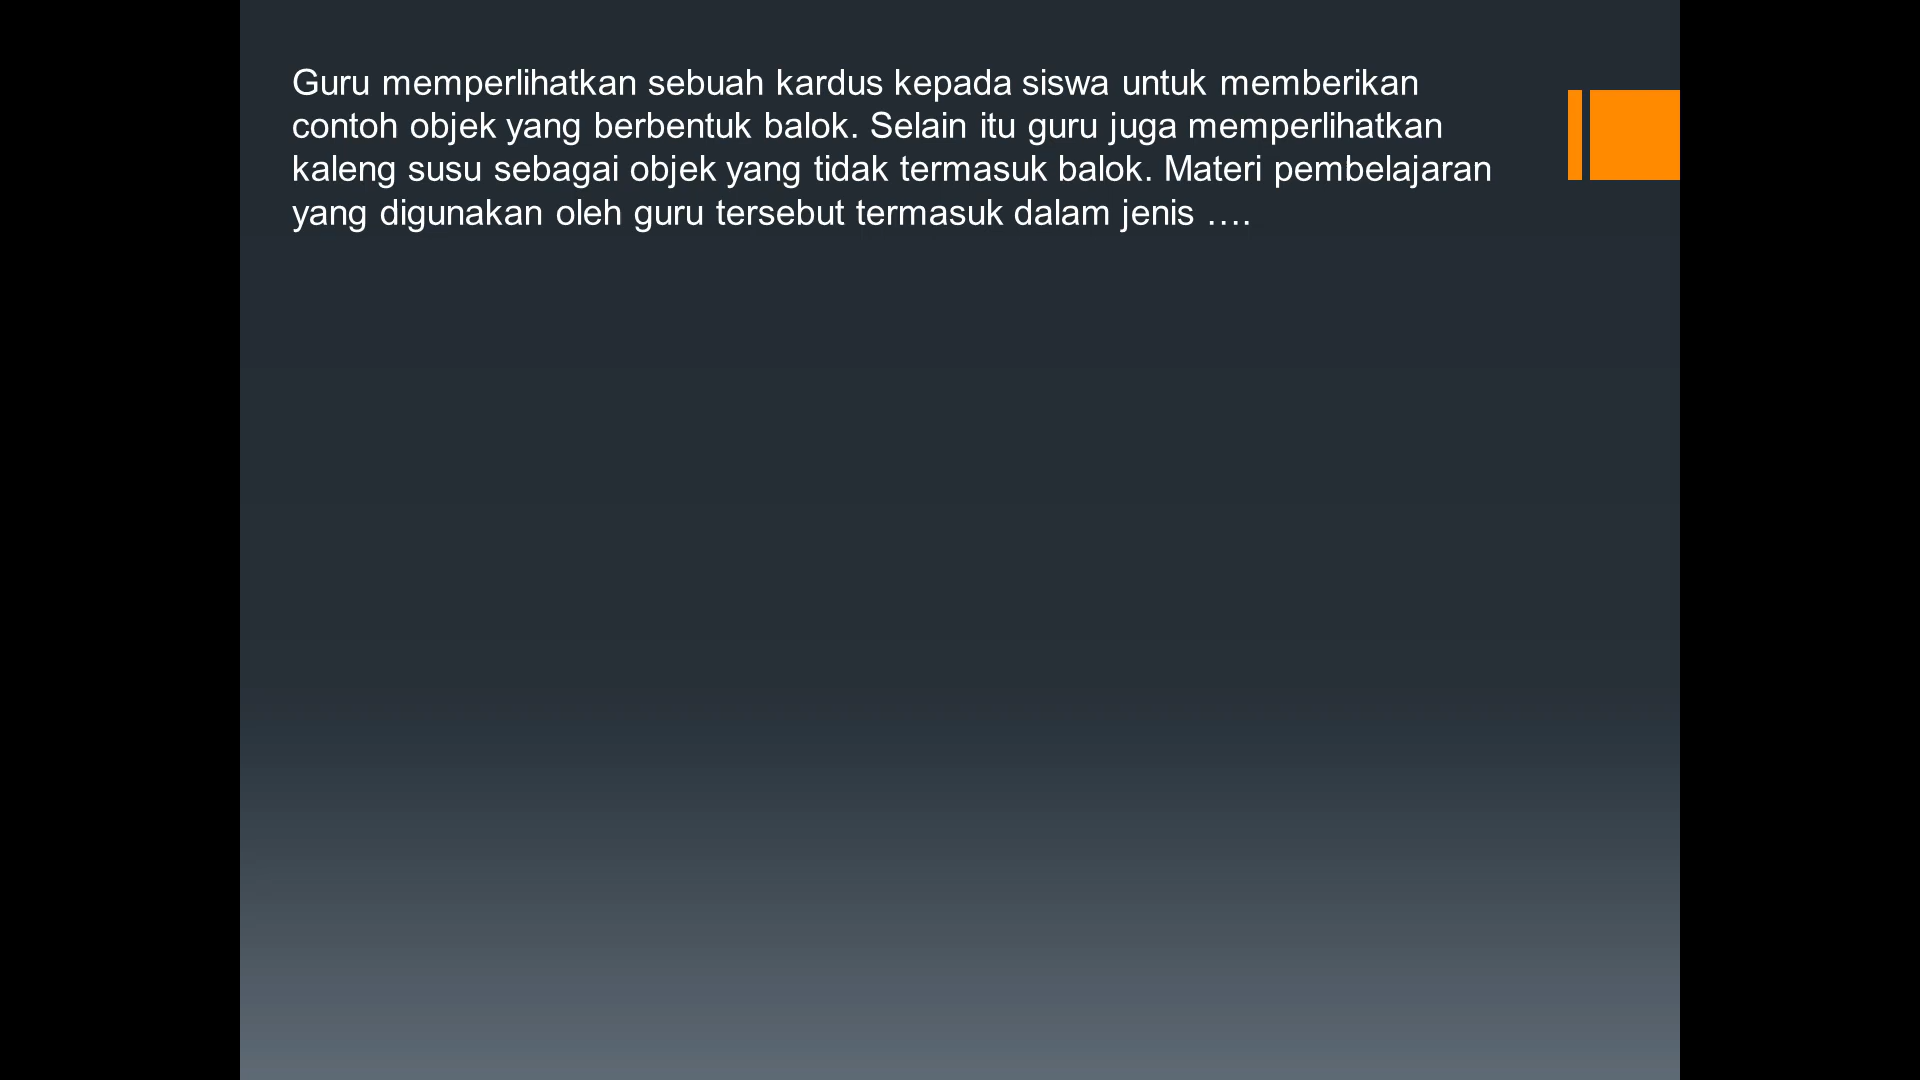 Guru memperlihatkan sebuah kardus kepada siswa untuk memberikan
contoh objek yang berbentuk balok. Selain itu guru juga memperlihatkan
kaleng susu sebagai objek yang tidak termasuk balok. Materi pembelajaran
yang digunakan oleh guru tersebut termasuk dalam jenis ….